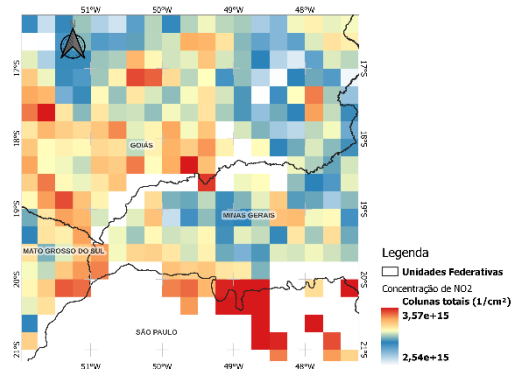 51°W 50°W 49°W 48°W
17°S 17°S
18°S 18°S
GOIÁS
19°S 19°S
MINAS GERAIS
MATO GROSSO DO SUL
20°S 20°S
SÃO PAULO
21°S 21°S
51°W 50°W 49°W 48°W
Legenda
Unidades Federativas
Concentração de NO2
Colunas totais (1/cm²)
3,57e+15
2,54e+15